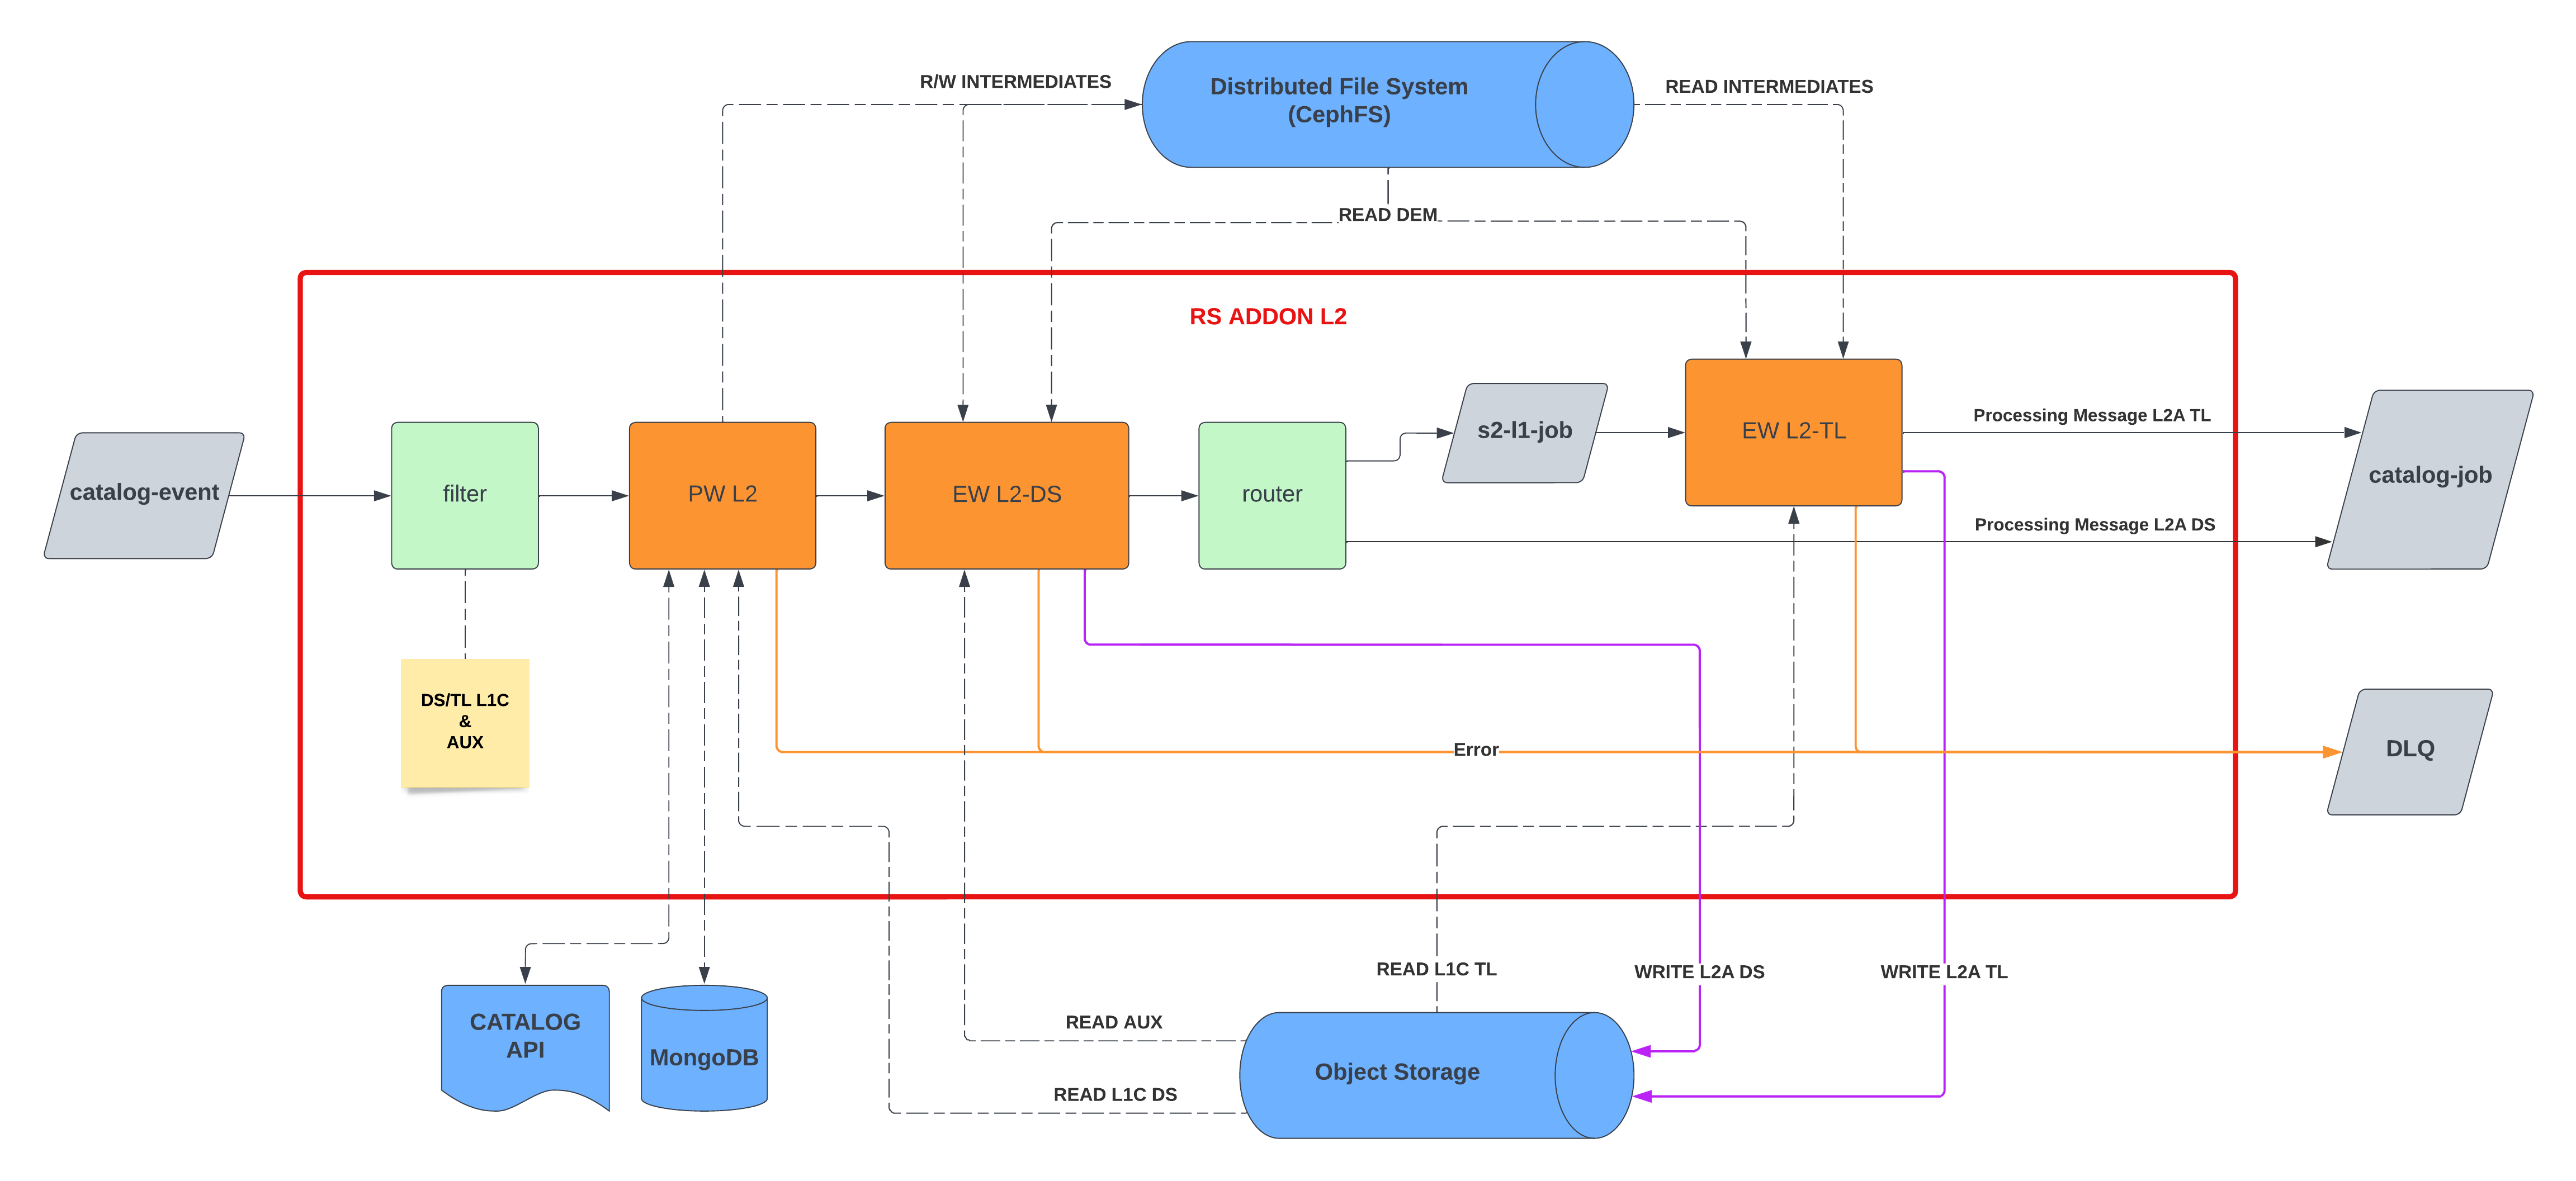 R/W INTERMEDIATES
Distributed File System
(CephFS)
READ INTERMEDIATES
READ DEM
RS ADDON L2
catalog-event
filter
PW L2
EW L2-DS
router
s2-l1-job
EW L2-TL
Processing Message L2A TL
Processing Message L2A DS
catalog-job
DS/TL L1C
&
AUX
Error
DLQ
READ L1C TL
WRITE L2A DS
WRITE L2A TL
CATALOG
API
MongoDB
READ AUX
READ L1C DS
Object Storage